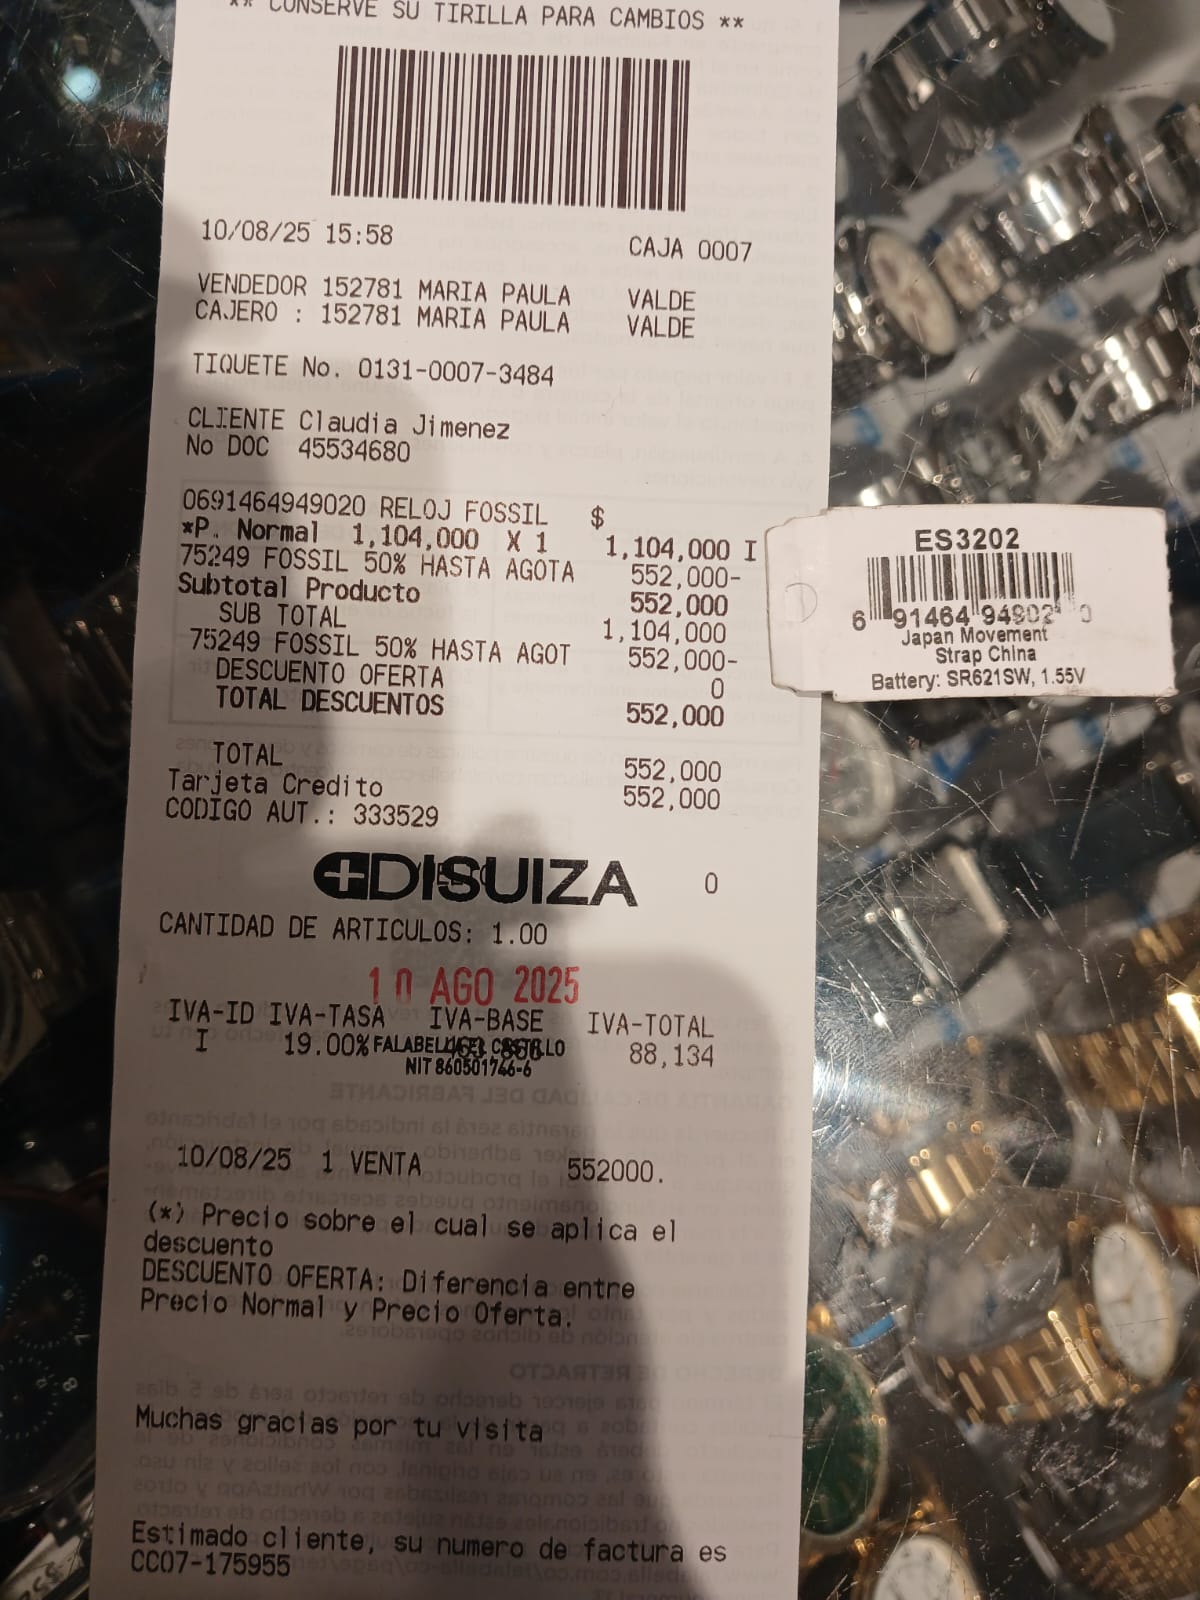 ** CONSERVE SU TIRILLA PARA CAMBIOS **
10/08/25 15:58 CAJA 0007
VENDEDOR 152781 MARIA PAULA VALDE
CAJERO : 152781 MARIA PAULA VALDE
TIQUETE No. 0131-0007-3484
CLIENTE Claudia Jimenez
No DOC 45534680
0691464949020 RELOJ FOSSIL $
*P. Normal 1,104,000 X 1 1,104,000 I
75249 FOSSIL 50% HASTA AGOTA 552,000-
Subtotal Producto 552,000
SUB TOTAL 1,104,000
75249 FOSSIL 50% HASTA AGOT 552,000-
DESCUENTO OFERTA 0
TOTAL DESCUENTOS 552,000
TOTAL 552,000
Tarjeta Credito 552,000
CODIGO AUT.: 333529
DISUIZA 0
CANTIDAD DE ARTICULOS: 1.00
10 AGO 2025
IVA-ID IVA-TASA IVA-BASE IVA-TOTAL
I 19.00% 88,134
FALABELLA EL CASTILLO
NIT 860501746-6
10/08/25 1 VENTA 552000.
(*) Precio sobre el cual se aplica el
descuento
DESCUENTO OFERTA: Diferencia entre
Precio Normal y Precio Oferta.
Muchas gracias por tu visita
Estimado cliente, su numero de factura es
CC07-175955
ES3202
6 91464 94902 0
Japan Movement
Strap China
Battery: SR621SW, 1.55V